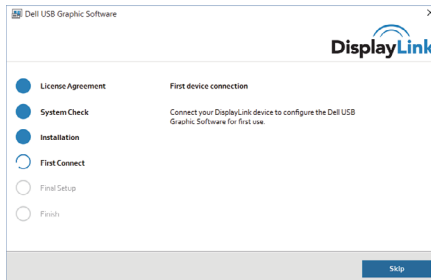 Dell USB Graphic Software
DisplayLink
License Agreement
System Check
Installation
First Connect
Final Setup
Finish
First device connection
Connect your DisplayLink device to configure the Dell USB
Graphic Software for first use.
Skip